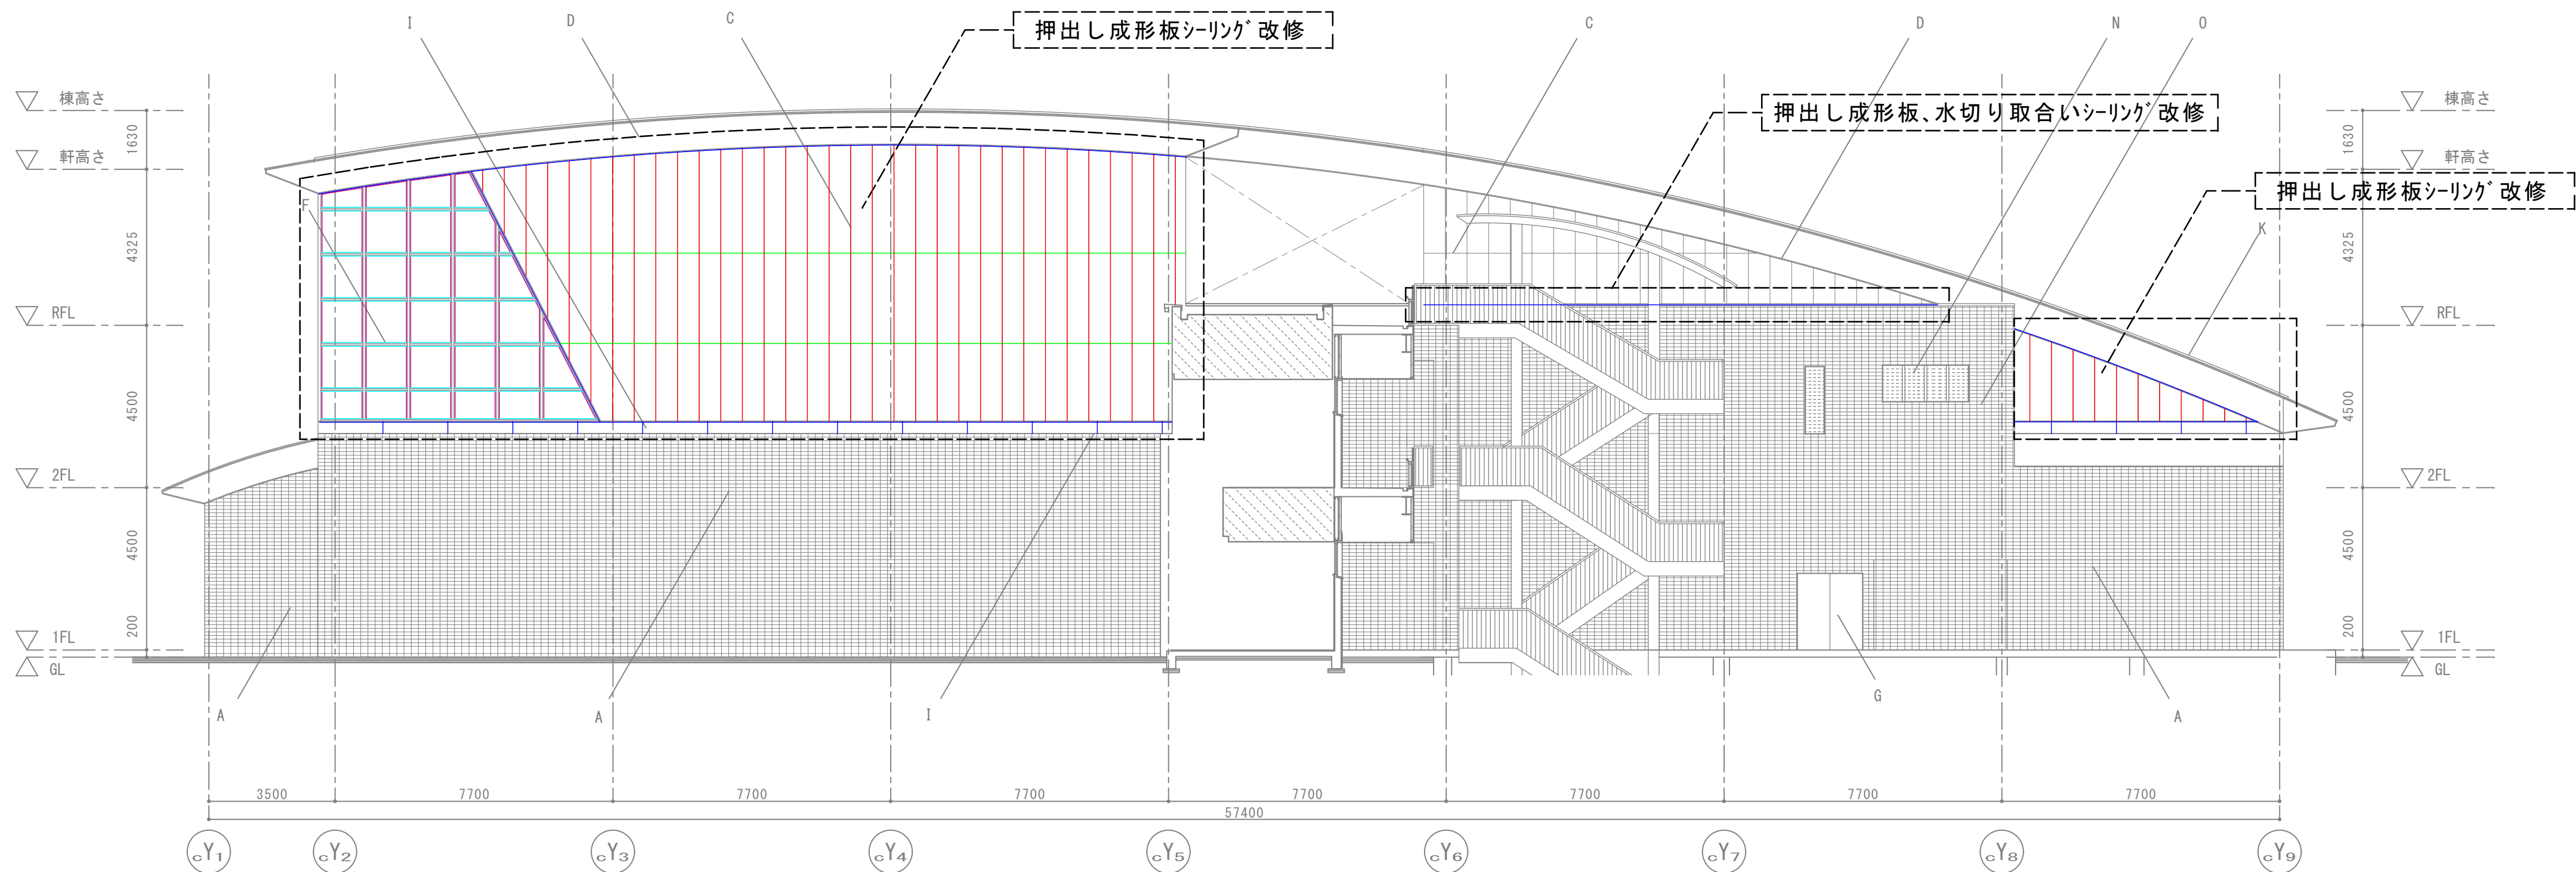 I
D
C
押出し成形板シーリング改修
C
D
N
O
棟高さ
棟高さ
押出し成形板、水切り取合いシーリング改修
1630
1630
軒高さ
軒高さ
押出し成形板シーリング改修
F
K
4325
4325
RFL
RFL
4500
4500
2FL
2FL
4500
4500
200
200
1FL
1FL
GL
GL
A
A
I
G
A
3500
7700
7700
7700
7700
7700
7700
7700
57400
cY1
cY2
cY3
cY4
cY5
cY6
cY7
cY8
cY9